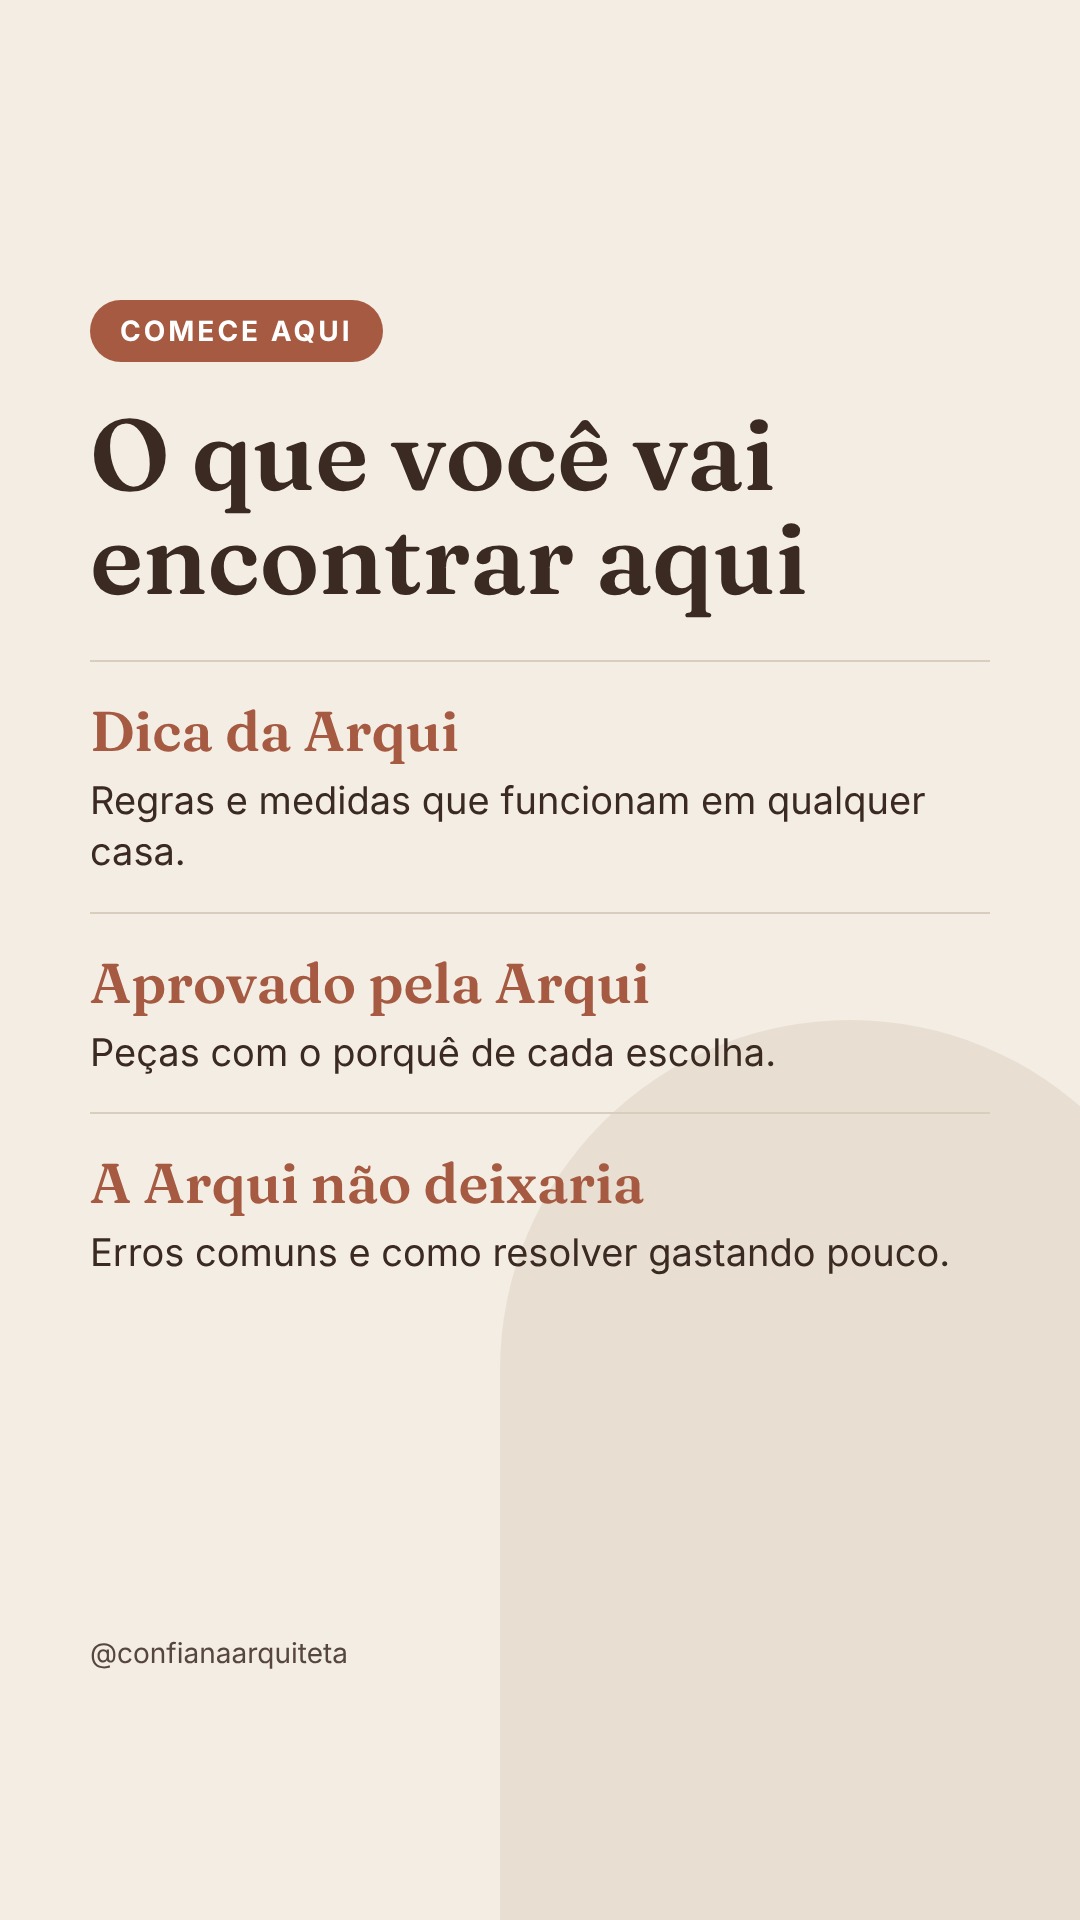 COMECE AQUI
O que você vai
encontrar aqui
Dica da Arqui
Regras e medidas que funcionam em qualquer
casa.
Aprovado pela Arqui
Peças com o porquê de cada escolha.
A Arqui não deixaria
Erros comuns e como resolver gastando pouco.
@confianaarquiteta